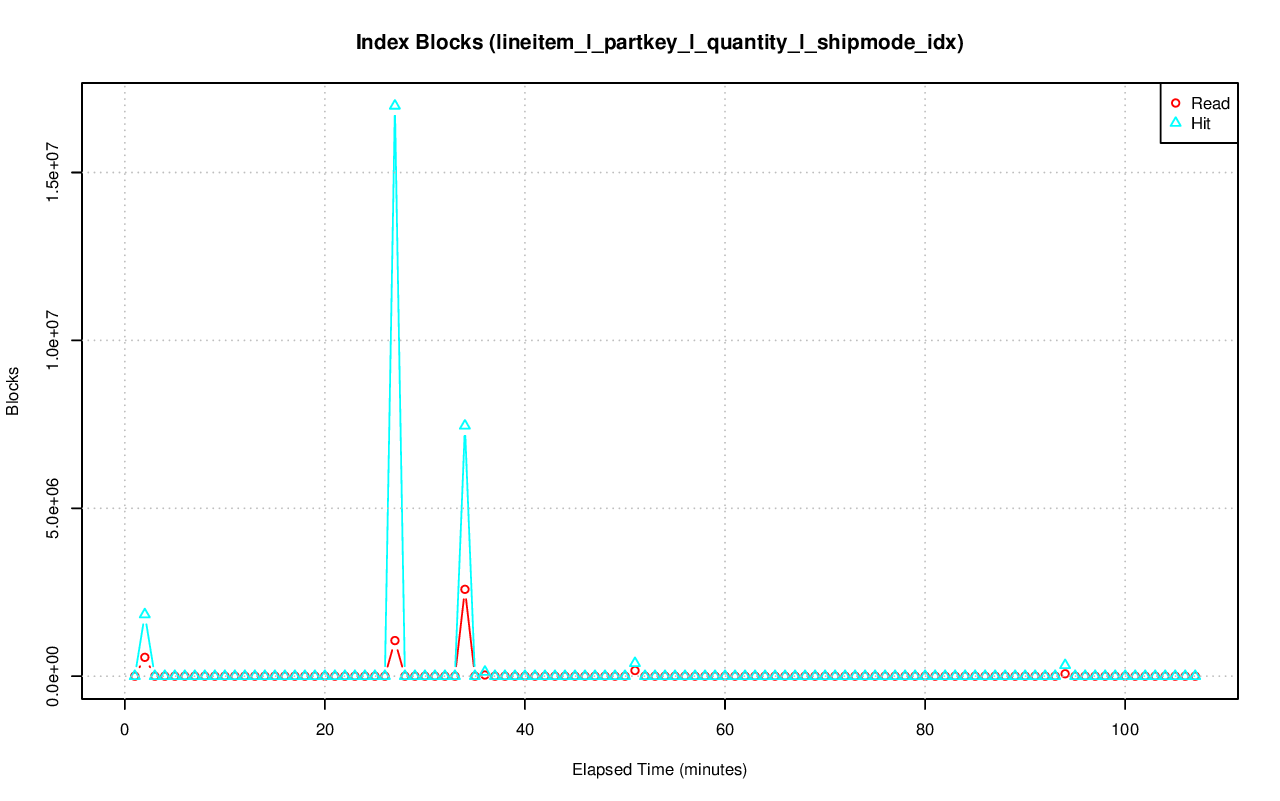 Index Blocks (lineitem_l_partkey_l_quantity_l_shipmode_idx)
Read
Hit
1.5e+07
1.0e+07
5.0e+06
0.0e+00
Blocks
0 20 40 60 80 100
Elapsed Time (minutes)